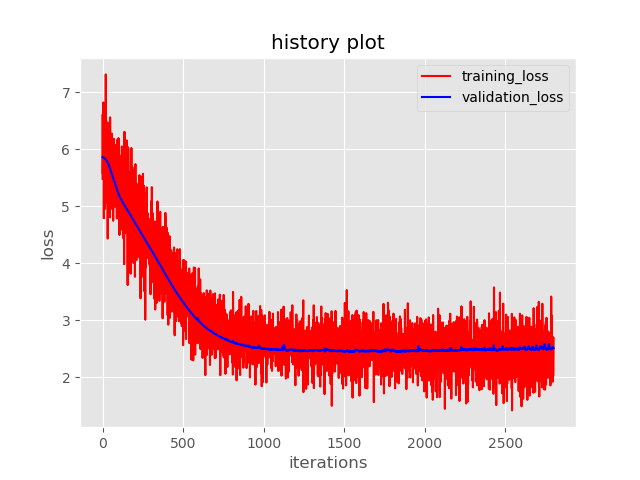 history plot
training_loss
validation_loss
7
6
5
4
3
2
loss
0 500 1000 1500 2000 2500
iterations